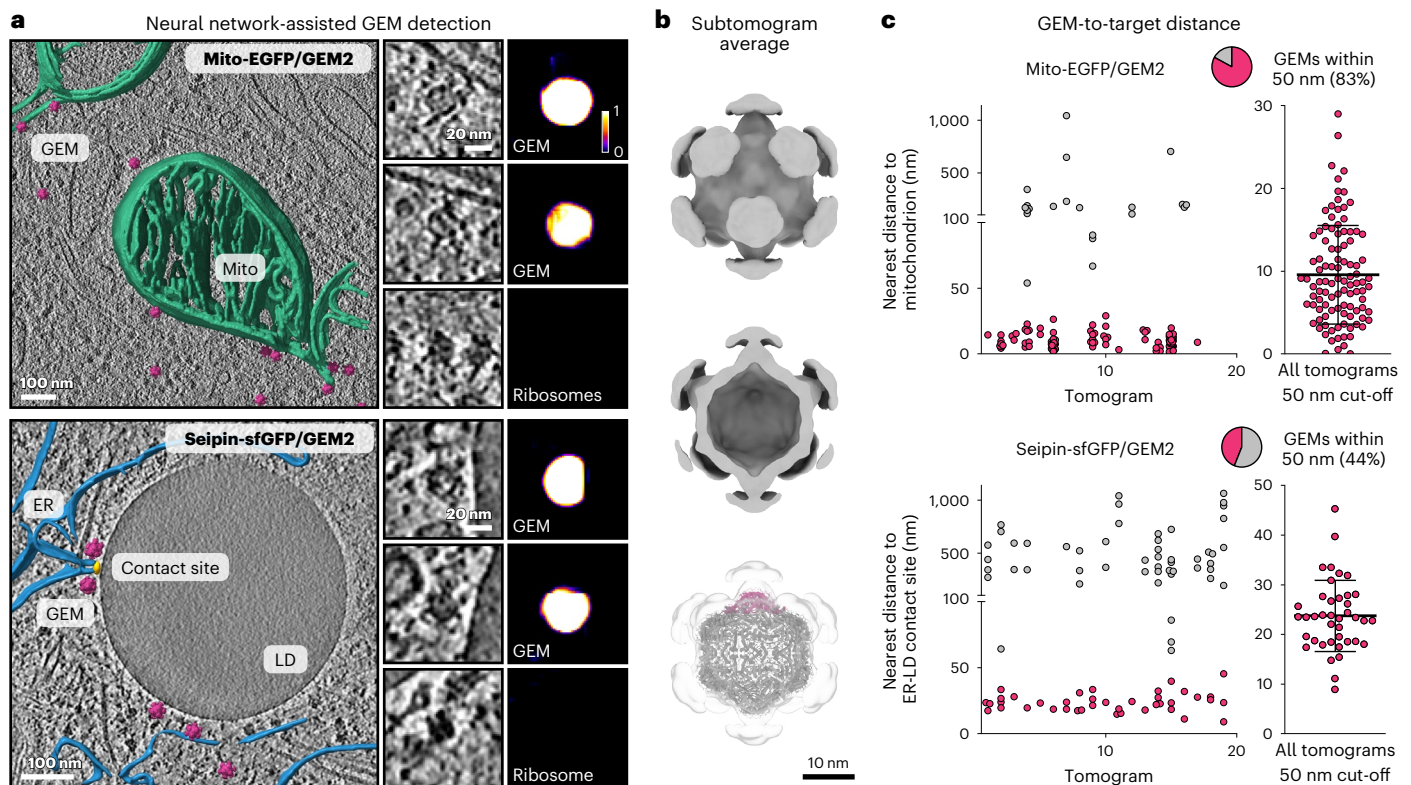 a
Neural network-assisted GEM detection
Mito-EGFP/GEM2
GEM
Mito
100 nm
20 nm
GEM
1
0
GEM
Ribosomes
Seipin-sfGFP/GEM2
ER
Contact site
GEM
LD
100 nm
20 nm
GEM
GEM
Ribosome
b
Subtomogram
average
10 nm
c
GEM-to-target distance
Mito-EGFP/GEM2
GEMs within
50 nm (83%)
Nearest distance to
mitochondrion (nm)
1,000
500
100
50
0
10
20
Tomogram
30
20
10
0
All tomograms
50 nm cut-off
Seipin-sfGFP/GEM2
GEMs within
50 nm (44%)
Nearest distance to
ER-LD contact site (nm)
1,000
500
100
50
0
10
20
Tomogram
50
40
30
20
10
0
All tomograms
50 nm cut-off